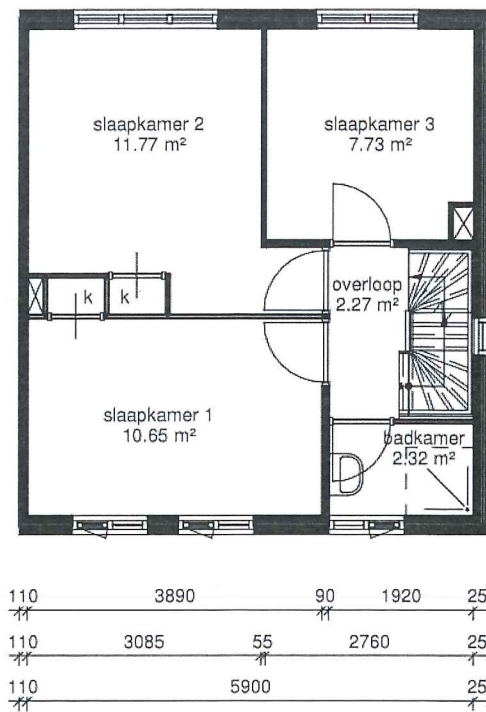 slaapkamer 2
11.77 m²
slaapkamer 3
7.73 m²
k
k
overloop
2.27 m²
slaapkamer 1
10.65 m²
badkamer
2.32 m²
110 3890 90 1920 25
110 3085 55 2760 25
110 5900 25